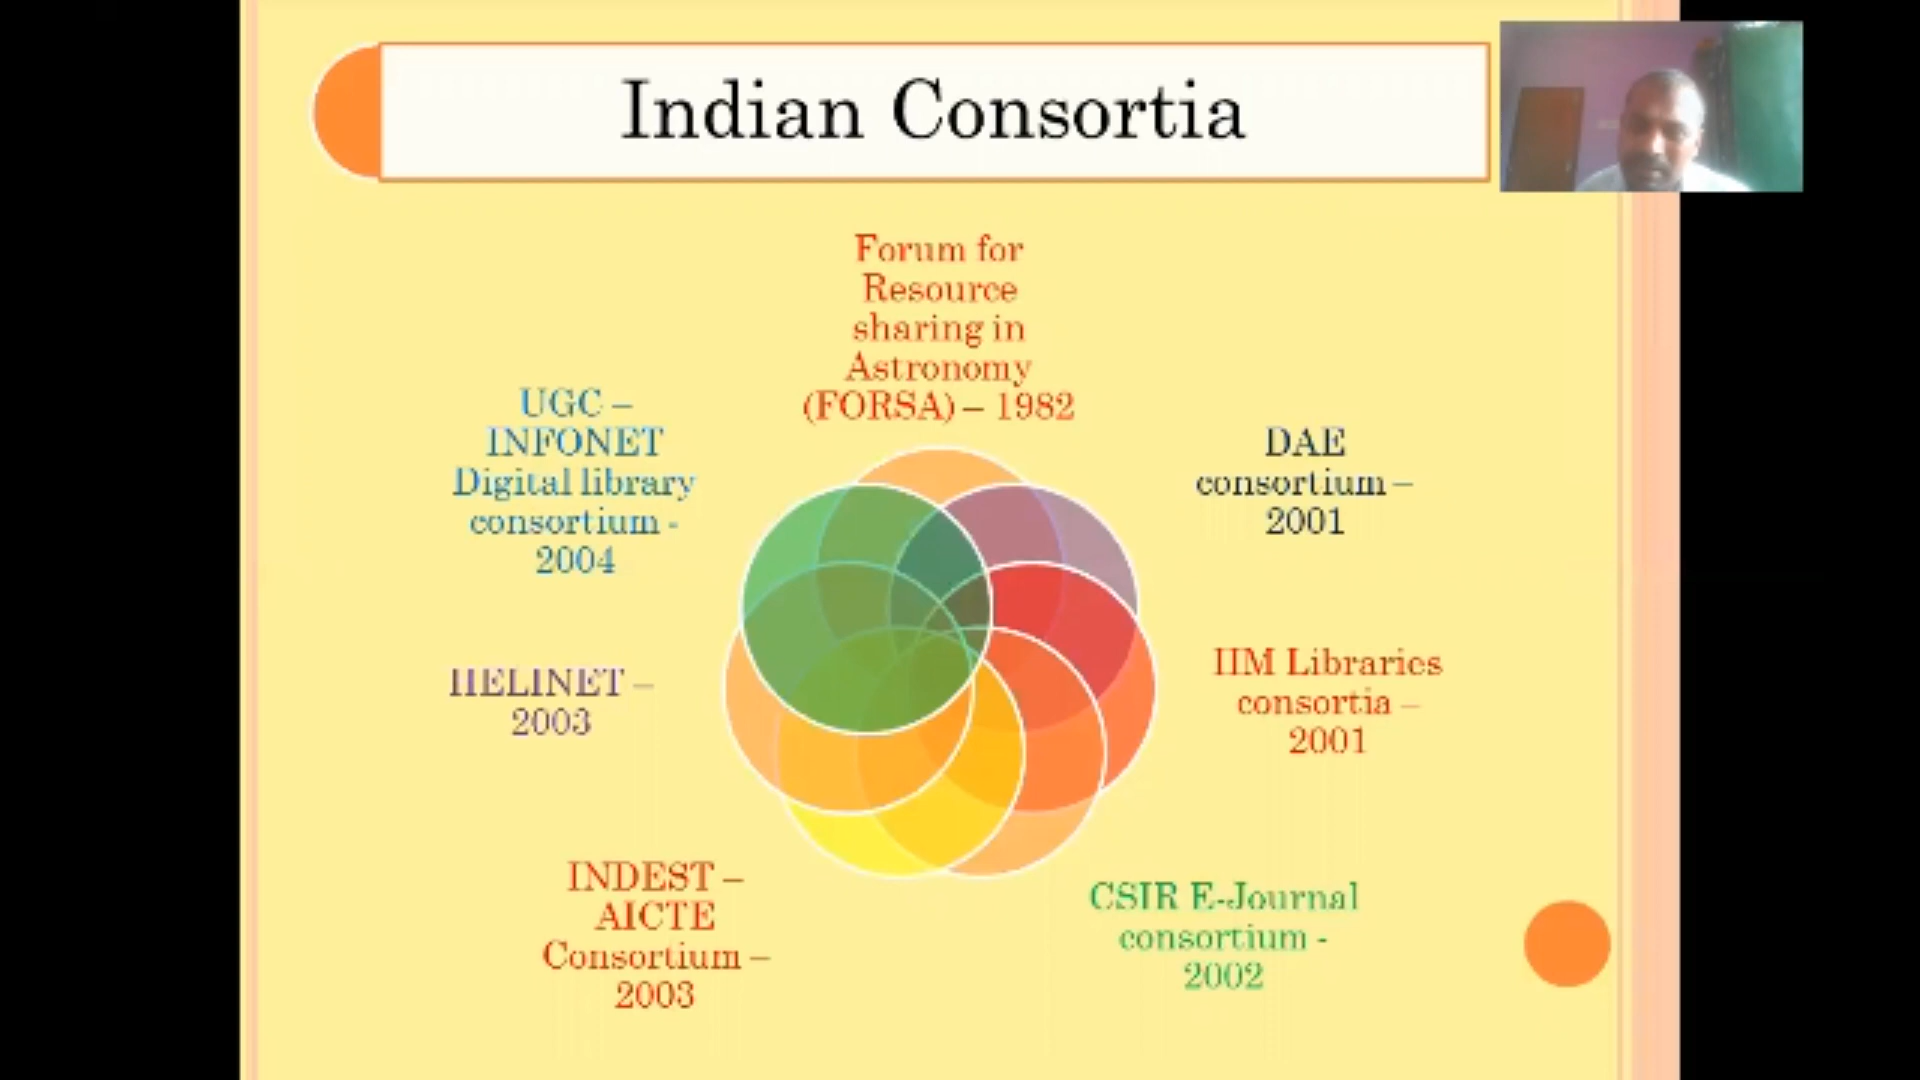 Indian Consortia
Forum for
Resource
sharing in
Astronomy
(FORSA) – 1982
DAE
consortium –
2001
IIM Libraries
consortia –
2001
CSIR E-Journal
consortium -
2002
INDEST –
AICTE
Consortium –
2003
HELINET –
2003
UGC –
INFONET
Digital library
consortium -
2004